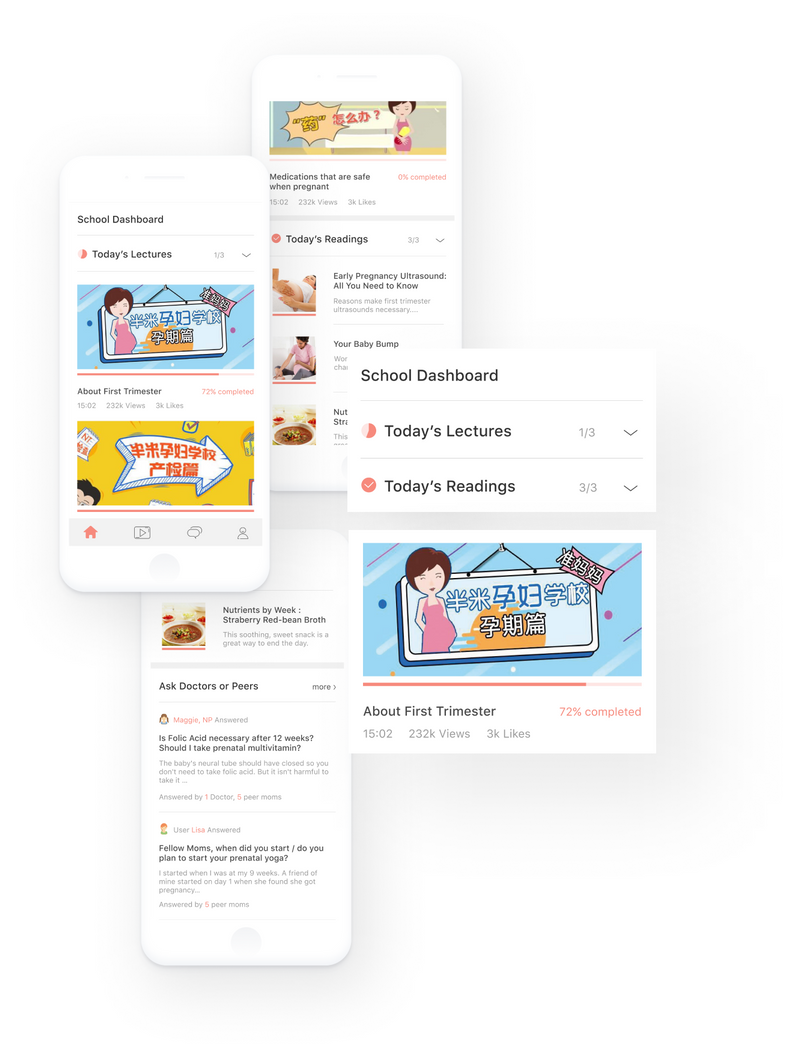 “药”
怎么办？
Medications that are safe
when pregnant
0% completed
15:02 232k Views 3k Likes
Today’s Readings
3/3
Early Pregnancy Ultrasound:
All You Need to Know
Reasons make first trimester
ultrasounds necessary....
Your Baby Bump
School Dashboard
Today’s Lectures
1/3
准妈妈
半米孕妇学校
孕期篇
About First Trimester
72% completed
15:02 232k Views 3k Likes
NT
半米孕妇学校
产检篇
School Dashboard
Today’s Lectures
1/3
Today’s Readings
3/3
准妈妈
半米孕妇学校
孕期篇
About First Trimester
72% completed
15:02 232k Views 3k Likes
Nutrients by Week :
Straberry Red-bean Broth
This soothing, sweet snack is a
great way to end the day.
Ask Doctors or Peers
more ›
Maggie, NP Answered
Is Folic Acid necessary after 12 weeks?
Should I take prenatal multivitamin?
The baby's neural tube should have closed so you
don't need to take folic acid. But it isn't harmful to
take it ...
Answered by 1 Doctor, 5 peer moms
User Lisa Answered
Fellow Moms, when did you start / do you
plan to start your prenatal yoga?
I started when I was at my 9 weeks. A friend of
mine started on day 1 when she found she got
pregnancy...
Answered by 5 peer moms